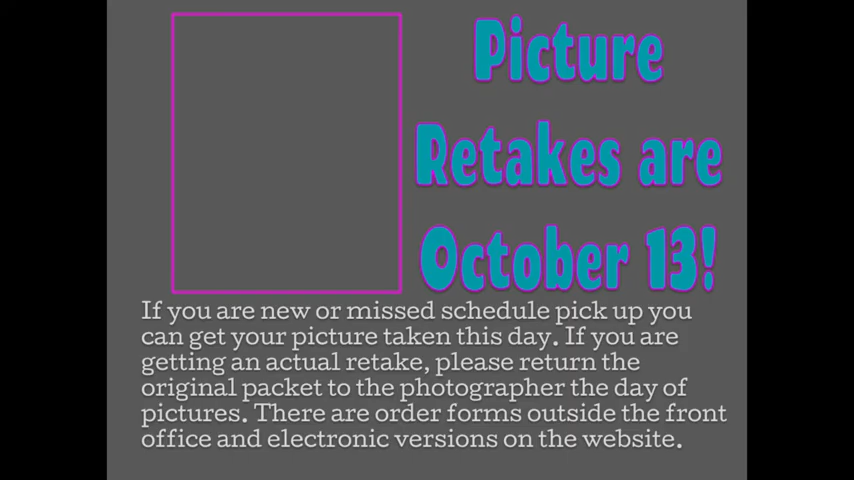 Picture
Retakes are
October 13!
If you are new or missed schedule pick up you
can get your picture taken this day. If you are
getting an actual retake, please return the
original packet to the photographer the day of
pictures. There are order forms outside the front
office and electronic versions on the website.